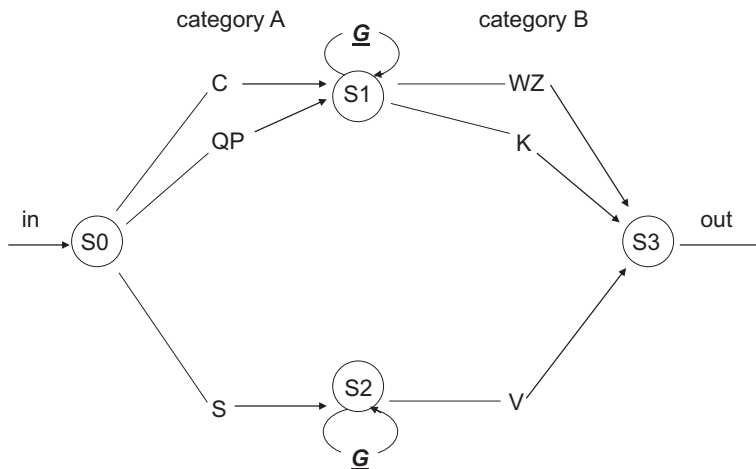 category A
G
category B
C
S1
WZ
QP
K
in
S0
S3
out
S2
S
V
G